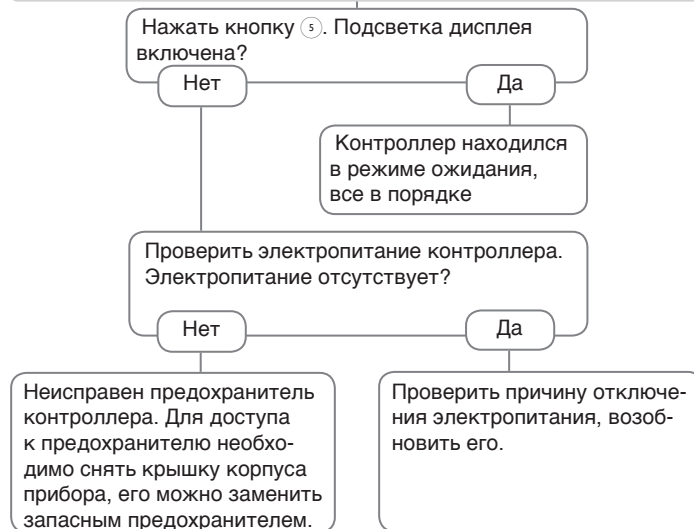 Нажать кнопку 5. Подсветка дисплея
включена?
Нет
Да
Контроллер находился
в режиме ожидания,
все в порядке
Проверить электропитание контроллера.
Электропитание отсутствует?
Нет
Да
Неисправен предохранитель
контроллера. Для доступа
к предохранителю необхо-
димо снять крышку корпуса
прибора, его можно заменить
запасным предохранителем.
Проверить причину отключе-
ния электропитания, возоб-
новить его.